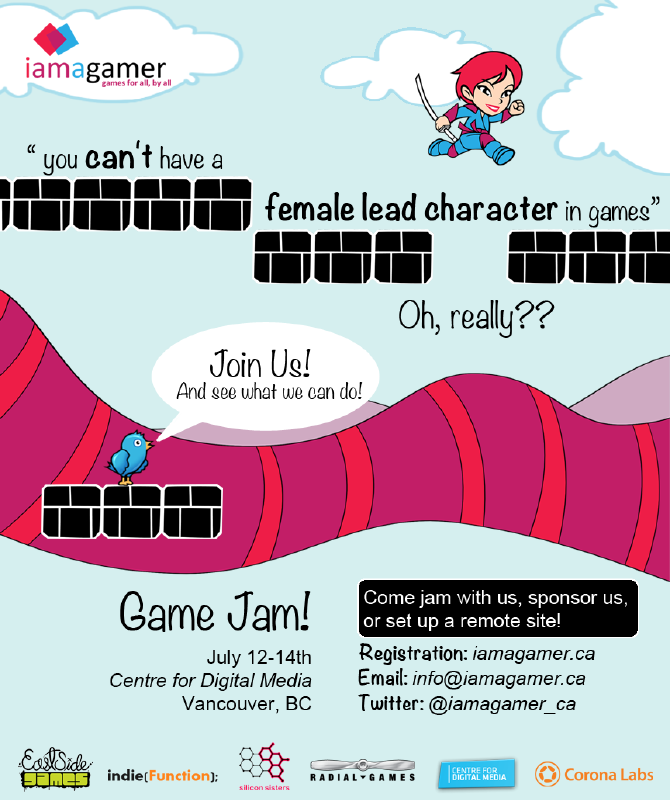 iamagamer
games for all, by all
“ you can't have a
female lead character in games”
Oh, really??
Join Us!
And see what we can do!
Game Jam!
July 12-14th
Centre for Digital Media
Vancouver, BC
Come jam with us, sponsor us,
or set up a remote site!
Registration: iamagamer.ca
Email: info@iamagamer.ca
Twitter: @iamagamer_ca
EastSide
games
indie(Function);
silicon sisters
RADIAL GAMES
CENTRE FOR
DIGITAL MEDIA
Corona Labs